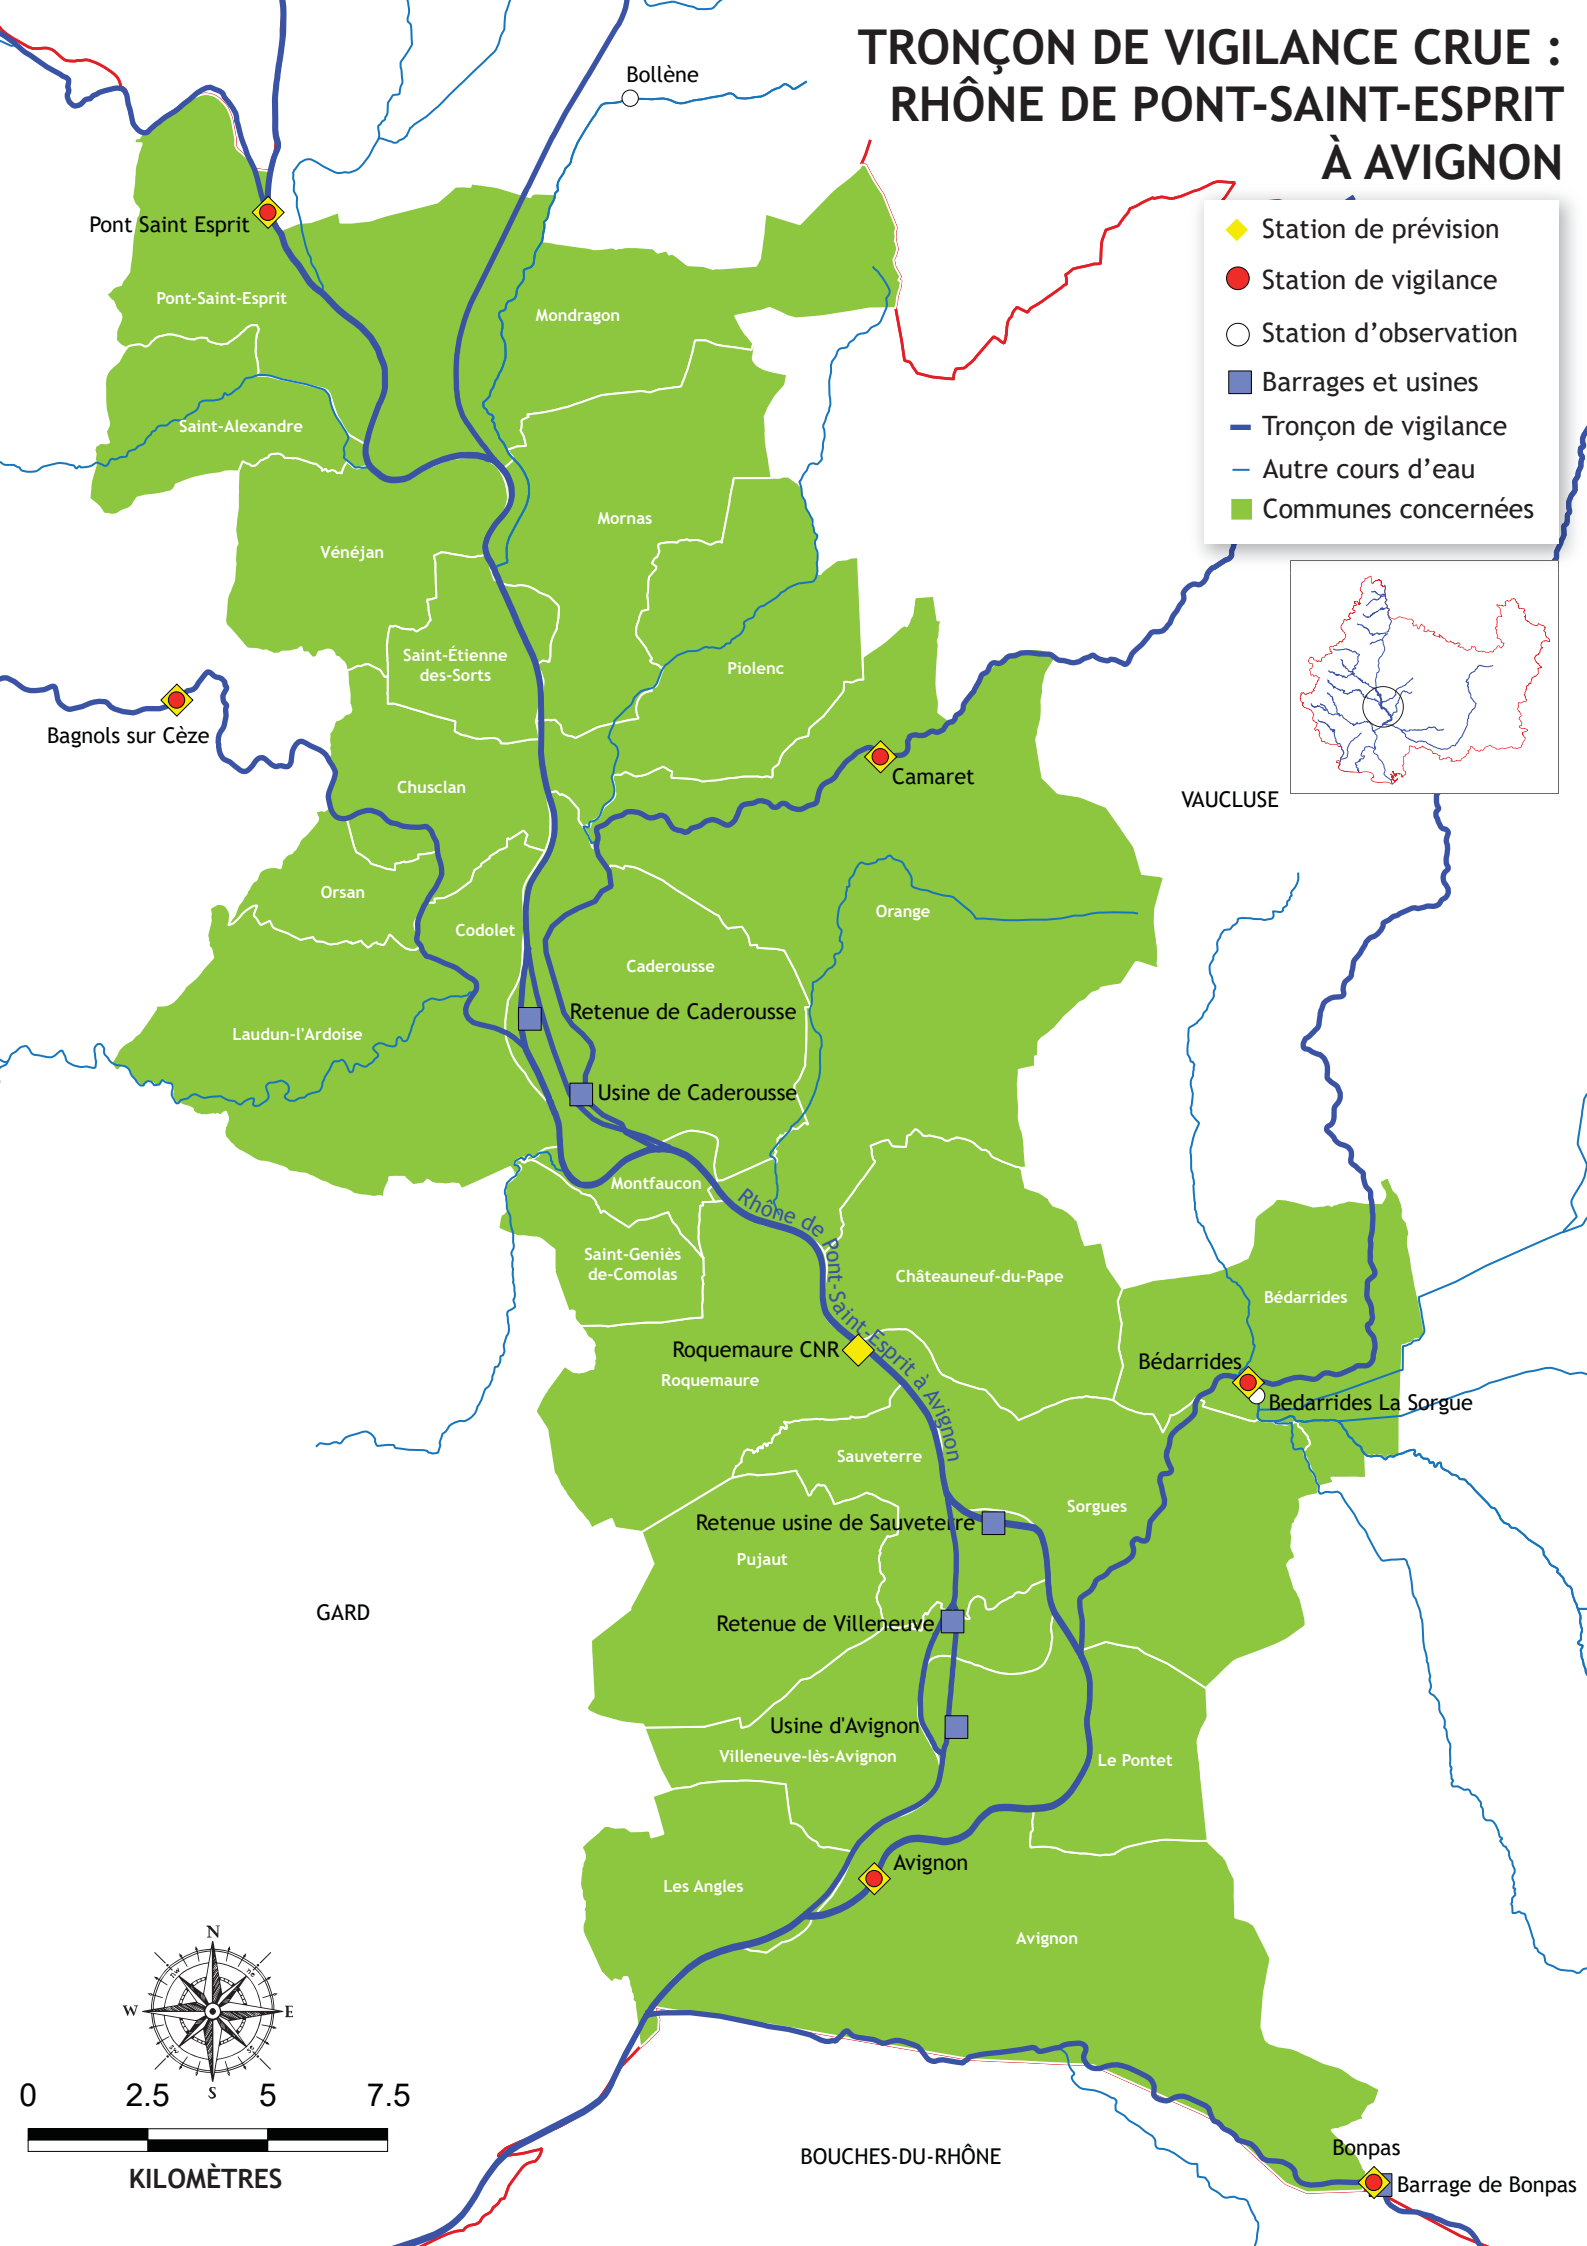 TRONÇON DE VIGILANCE CRUE :
RHÔNE DE PONT-SAINT-ESPRIT
À AVIGNON
Station de prévision
Station de vigilance
Station d’observation
Barrages et usines
Tronçon de vigilance
Autre cours d’eau
Communes concernées
Bollène
Pont Saint Esprit
Pont-Saint-Esprit
Mondragon
Saint-Alexandre
Mornas
Vénéjan
Saint-Étienne
des-Sorts
Piolenc
Bagnols sur Cèze
Camaret
Chusclan
VAUCLUSE
Orsan
Codolet
Orange
Caderousse
Retenue de Caderousse
Laudun-l'Ardoise
Usine de Caderousse
Montfaucon
Rhône de Pont-Saint-Esprit à Avignon
Saint-Geniès
de-Comolas
Châteauneuf-du-Pape
Bédarrides
Roquemaure CNR
Roquemaure
Bédarrides
Bedarrides La Sorgue
Sauveterre
Sorgues
Retenue usine de Sauveterre
Pujaut
GARD
Retenue de Villeneuve
Usine d'Avignon
Villeneuve-lès-Avignon
Le Pontet
Avignon
Les Angles
Avignon
N
nw
ne
W
E
sw
se
S
0 2.5 5 7.5
KILOMÈTRES
BOUCHES-DU-RHÔNE
Bonpas
Barrage de Bonpas